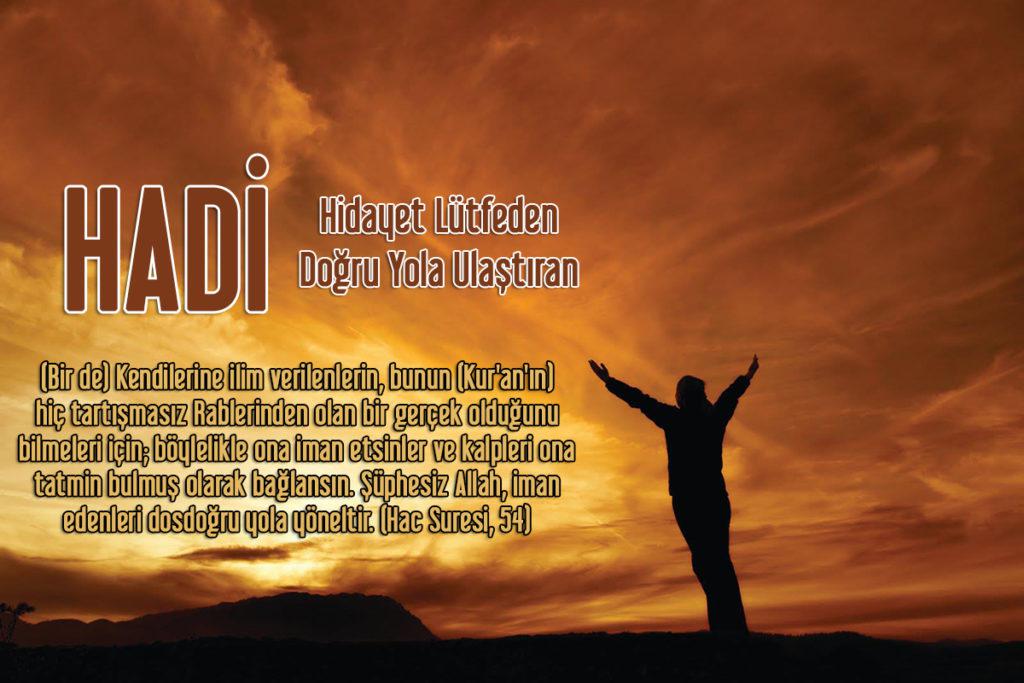 HADİ
Hidayet Lütfeden
Doğru Yola Ulaştıran
(Bir de) Kendilerine ilim verilenlerin, bunun (Kur'an'ın)
hiç tartışmasız Rablerinden olan bir gerçek olduğunu
bilmeleri için; böylelikle ona iman etsinler ve kalpleri ona
tatmin bulmuş olarak bağlansın. Şüphesiz Allah, iman
edenleri dosdoğru yola yöneltir. (Hac Suresi, 54)